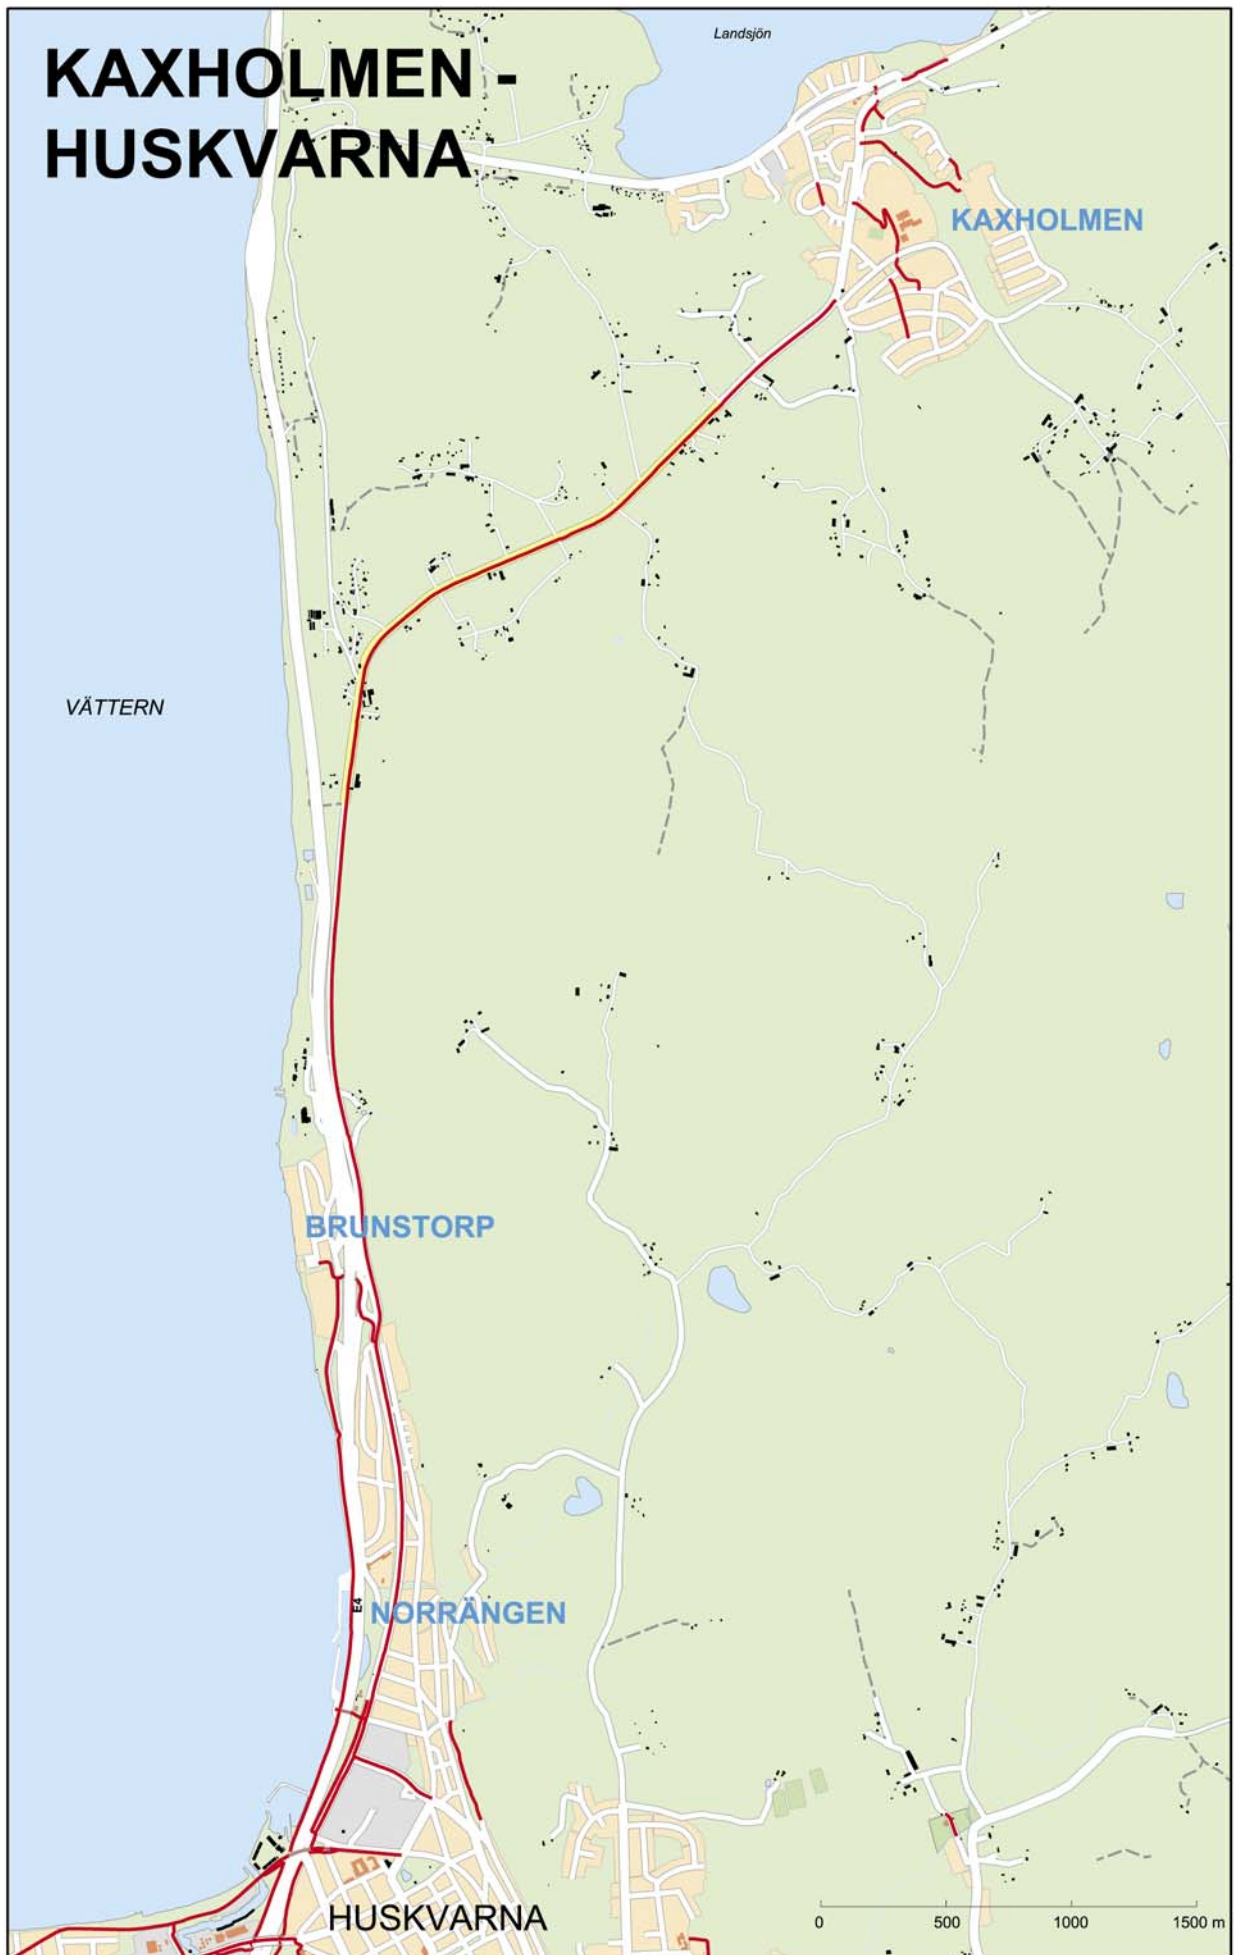 KAXHOLMEN -
HUSKVARNA
Landsjön
KAXHOLMEN
VÄTTERN
BRUNSTORP
E4
NORRÄNGEN
HUSKVARNA
0 500 1000 1500 m